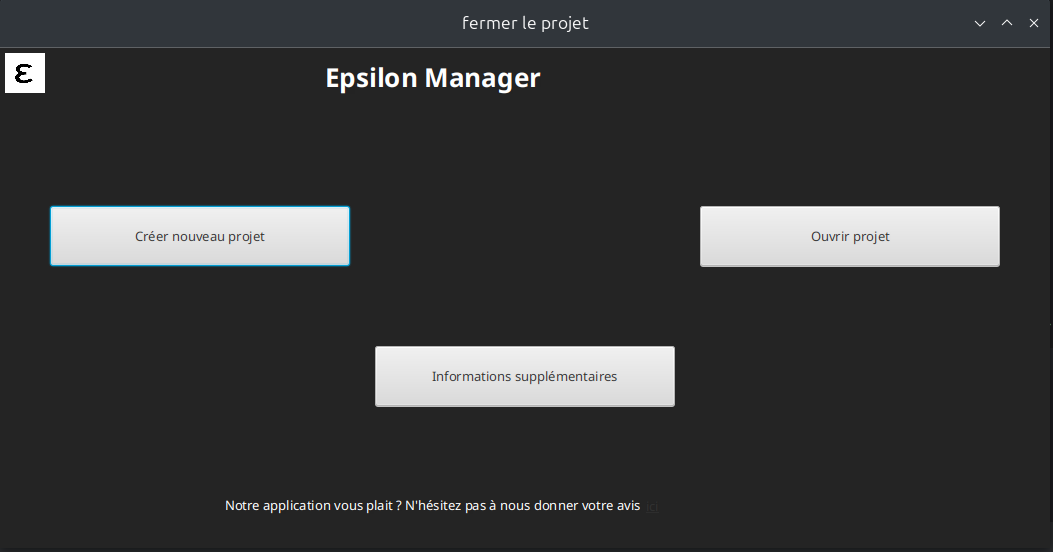 fermer le projet
ε
Epsilon Manager
Créer nouveau projet
Ouvrir projet
Informations supplémentaires
Notre application vous plait ? N'hésitez pas à nous donner votre avis ici